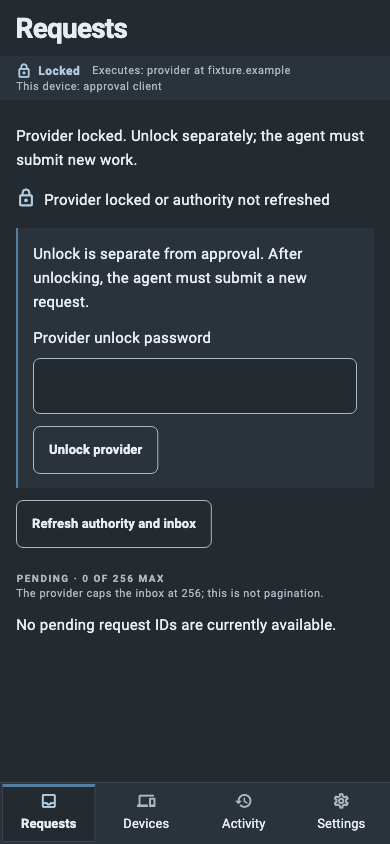 Requests
Locked Executes: provider at fixture.example
This device: approval client
Provider locked. Unlock separately; the agent must
submit new work.
Provider locked or authority not refreshed
Unlock is separate from approval. After
unlocking, the agent must submit a new
request.
Provider unlock password
Unlock provider
Refresh authority and inbox
PENDING · 0 OF 256 MAX
The provider caps the inbox at 256; this is not pagination.
No pending request IDs are currently available.
Requests Devices Activity Settings